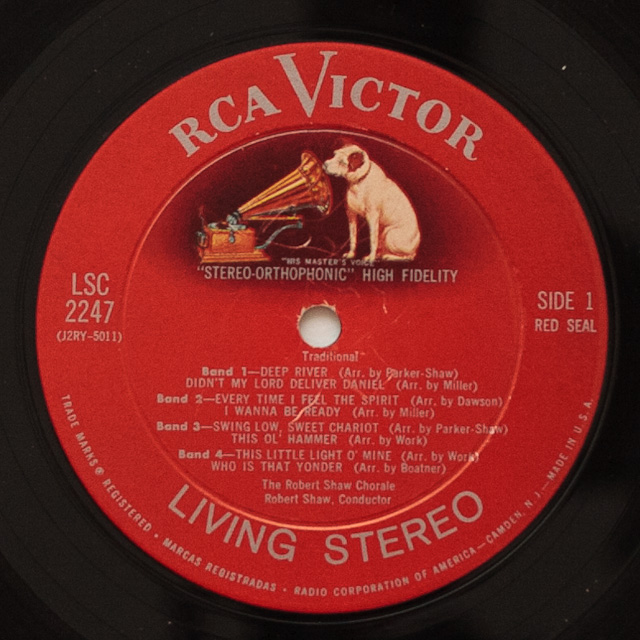 RCA VICTOR
"HIS MASTER'S VOICE"
"STEREO-ORTHOPHONIC" HIGH FIDELITY
LSC
2247
(J2RY-5011)
SIDE 1
RED SEAL
Traditional
Band 1—DEEP RIVER (Arr. by Parker-Shaw)
DIDN'T MY LORD DELIVER DANIEL (Arr. by Miller)
Band 2—EVERY TIME I FEEL THE SPIRIT (Arr. by Dawson)
I WANNA BE READY (Arr. by Miller)
Band 3—SWING LOW, SWEET CHARIOT (Arr. by Parker-Shaw)
THIS OL' HAMMER (Arr. by Work)
Band 4—THIS LITTLE LIGHT O' MINE (Arr. by Work)
WHO IS THAT YONDER (Arr. by Boatner)
The Robert Shaw Chorale
Robert Shaw, Conductor
LIVING STEREO
TRADE MARKS ® REGISTERED • MARCAS REGISTRADAS • RADIO CORPORATION OF AMERICA—CAMDEN, N. J.—MADE IN U.S.A.